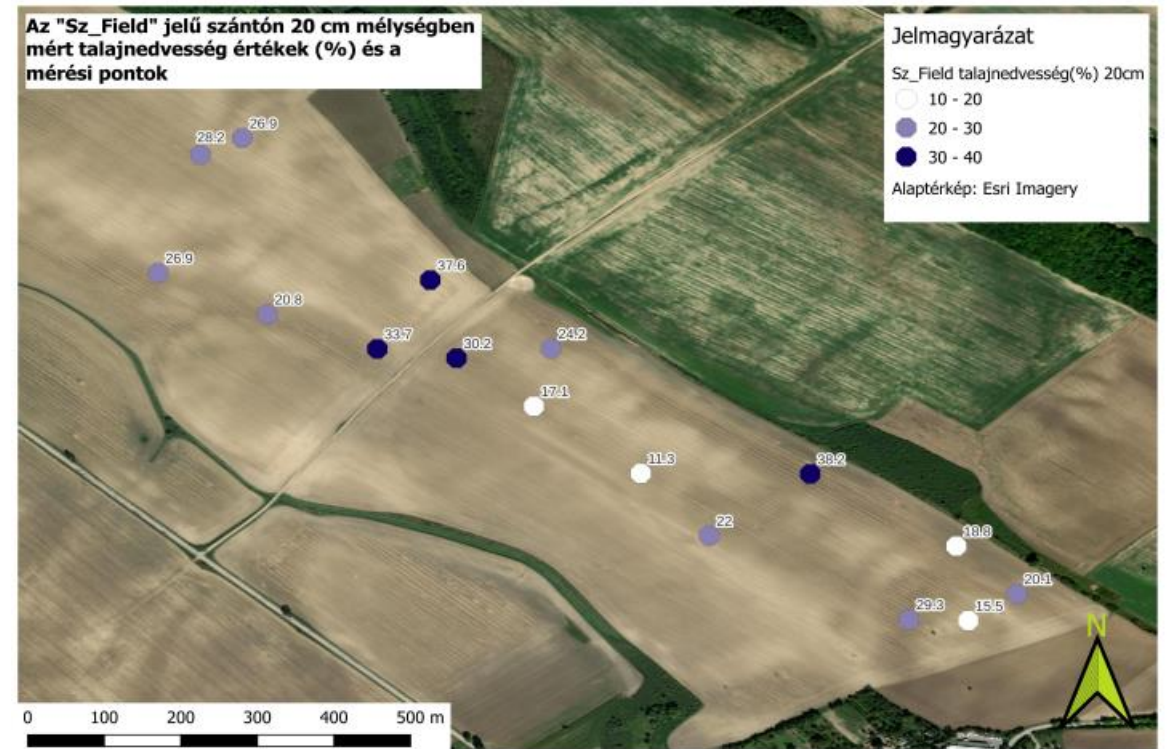 Az "Sz_Field" jelű szántón 20 cm mélységben
mért talajnedvesség értékek (%) és a
mérési pontok
Jelmagyarázat
Sz_Field talajnedvesség(%) 20cm
10 - 20
20 - 30
30 - 40
Alaptérkép: Esri Imagery
26.9
28.2
26.9
37.6
20.8
33.7
30.2
24.2
17.1
11.3
38.2
22
18.8
20.1
29.3
15.5
N
0 100 200 300 400 500 m